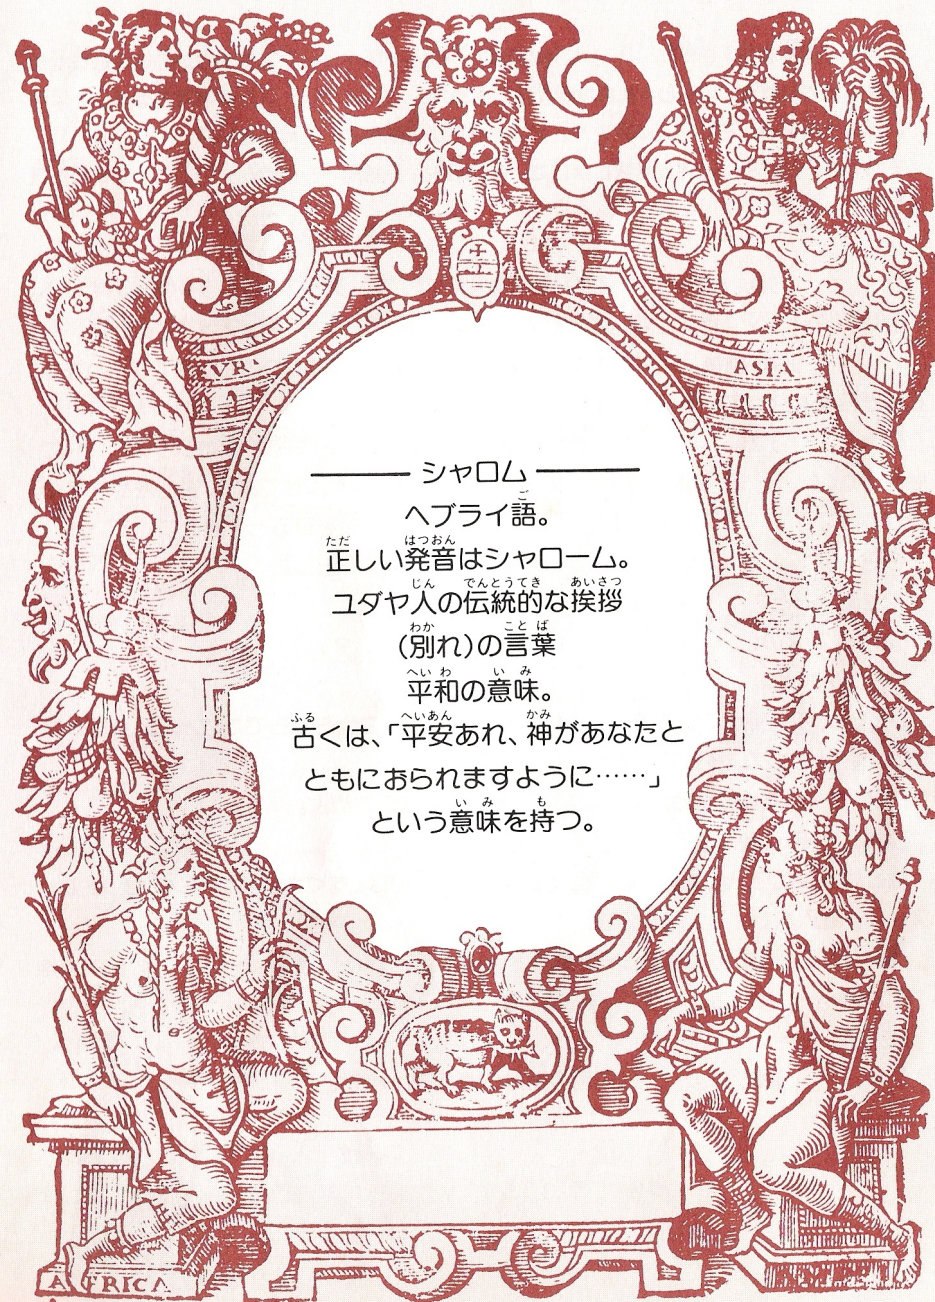 VR
ASIA
シャロム
ヘブライ語。
正しい発音はシャローム。
ユダヤ人の伝統的な挨拶
(別れ)の言葉
平和の意味。
古くは、「平安あれ、神があなたと
ともにおられますように……」
という意味を持つ。
AFRICA